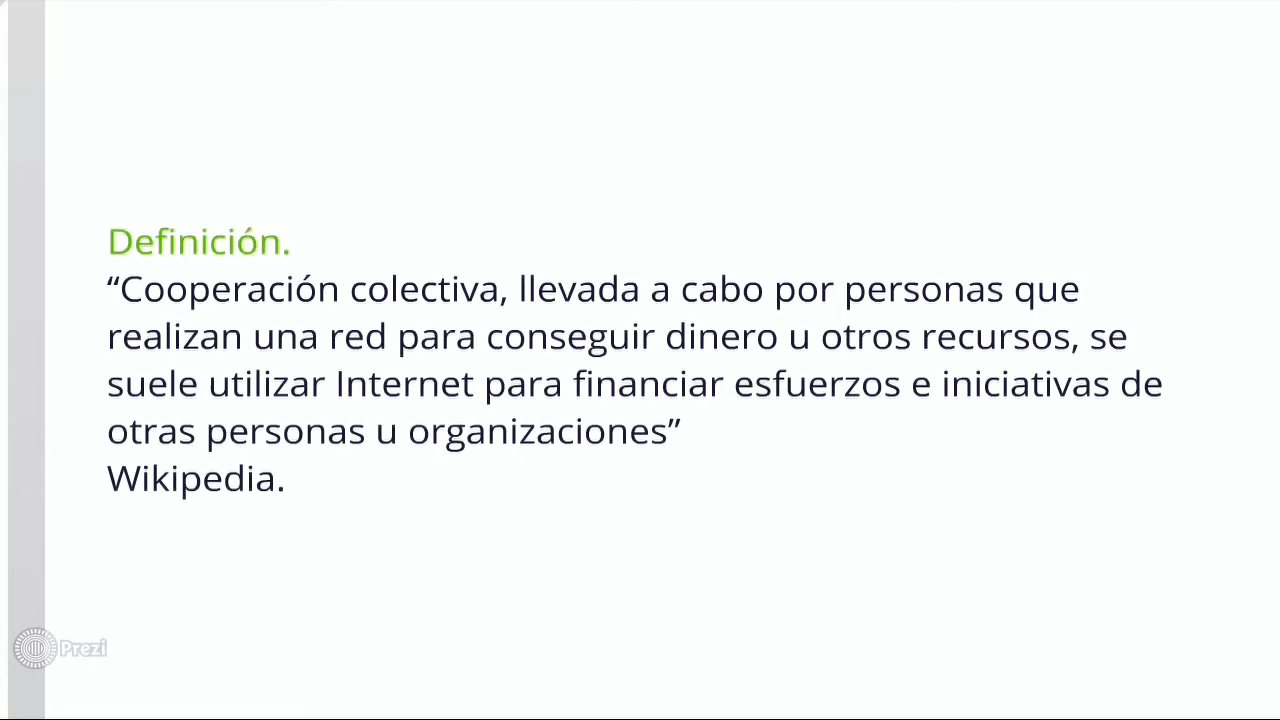 Definición.
“Cooperación colectiva, llevada a cabo por personas que
realizan una red para conseguir dinero u otros recursos, se
suele utilizar Internet para financiar esfuerzos e iniciativas de
otras personas u organizaciones”
Wikipedia.
Prezi